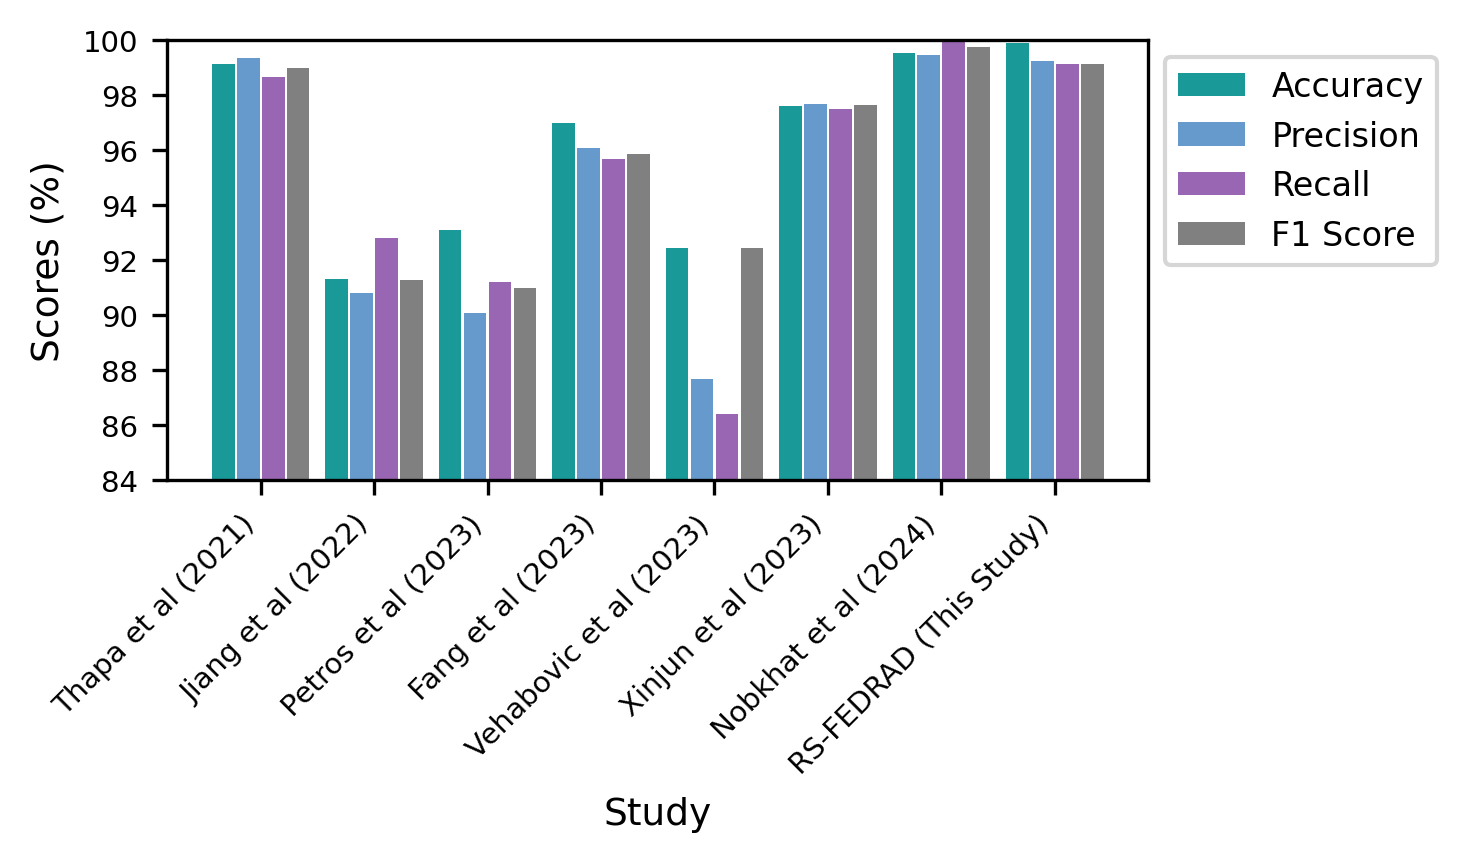 Scores (%)
100
98
96
94
92
90
88
86
84
Accuracy
Precision
Recall
F1 Score
Thapa et al (2021)
Jiang et al (2022)
Petros et al (2023)
Fang et al (2023)
Vehabovic et al (2023)
Xinjun et al (2023)
Nobkhat et al (2024)
RS-FEDRAD (This Study)
Study